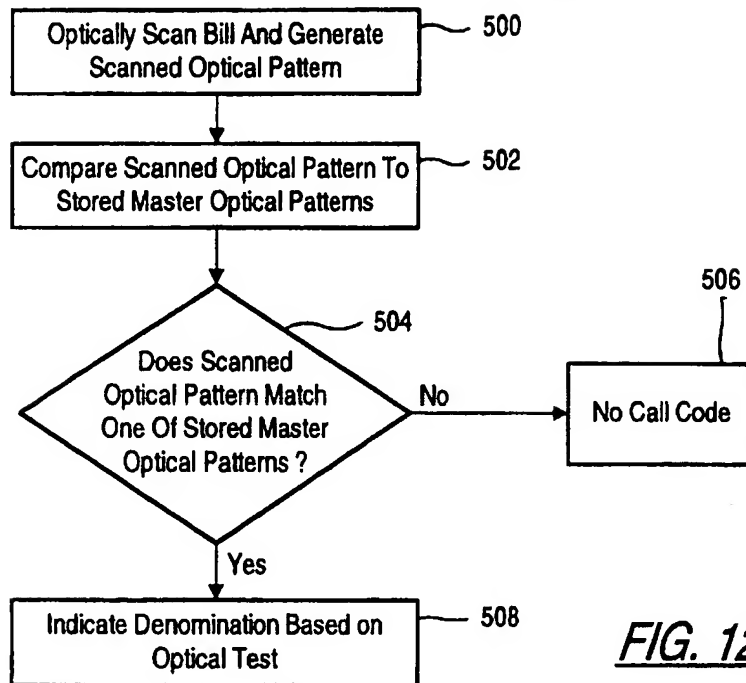 Optically Scan Bill And Generate
Scanned Optical Pattern
500
Compare Scanned Optical Pattern To
Stored Master Optical Patterns
502
504
Does Scanned
Optical Pattern Match
One Of Stored Master
Optical Patterns ?
No
506
No Call Code
Yes
Indicate Denomination Based on
Optical Test
508
FIG. 12